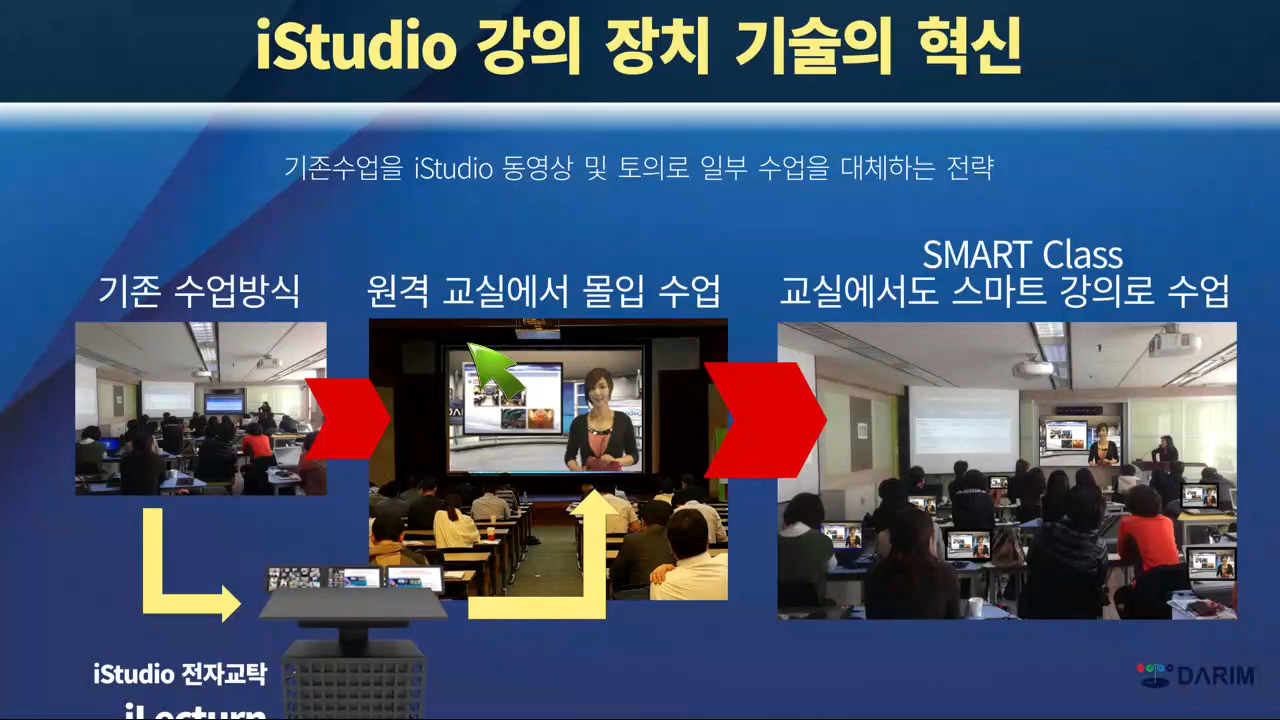 iStudio 강의 장치 기술의 혁신
기존수업을 iStudio 동영상 및 토의로 일부 수업을 대체하는 전략
기존 수업방식
원격 교실에서 몰입 수업
SMART Class
교실에서도 스마트 강의로 수업
iStudio 전자교탁
iLecturn
DARIM